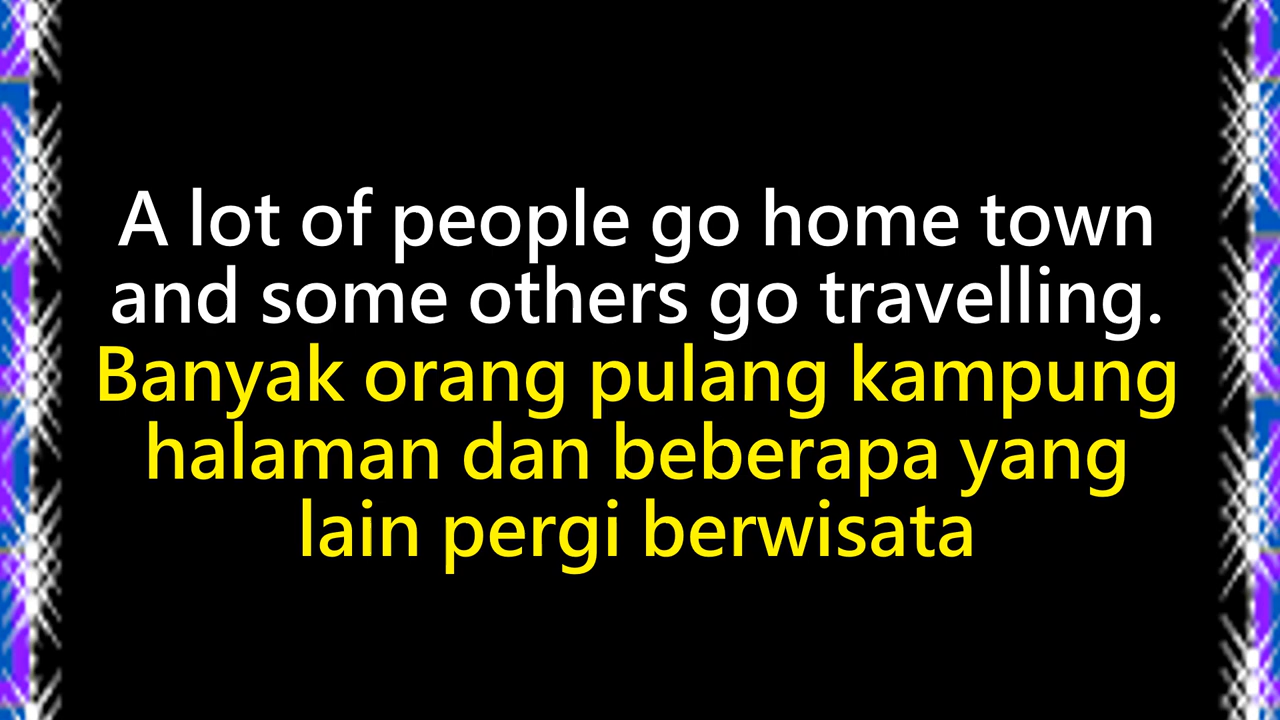 A lot of people go home town
and some others go travelling.
Banyak orang pulang kampung
halaman dan beberapa yang
lain pergi berwisata